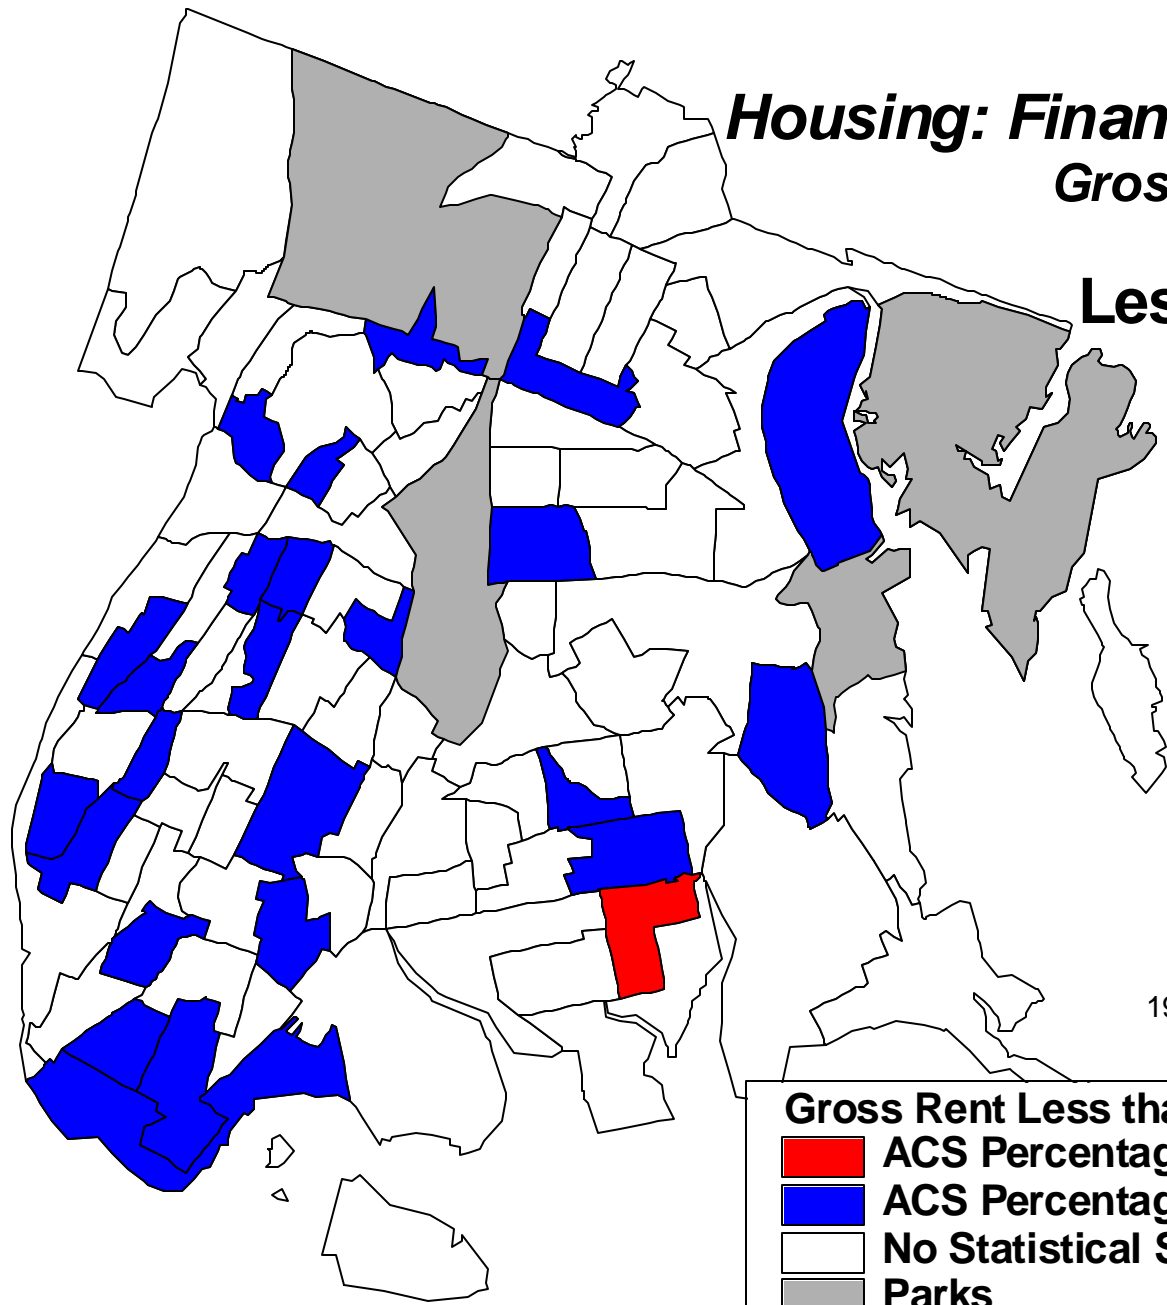 Housing: Finan
Gros
Les
19
Gross Rent Less tha
ACS Percentag
ACS Percentag
No Statistical S
Parks